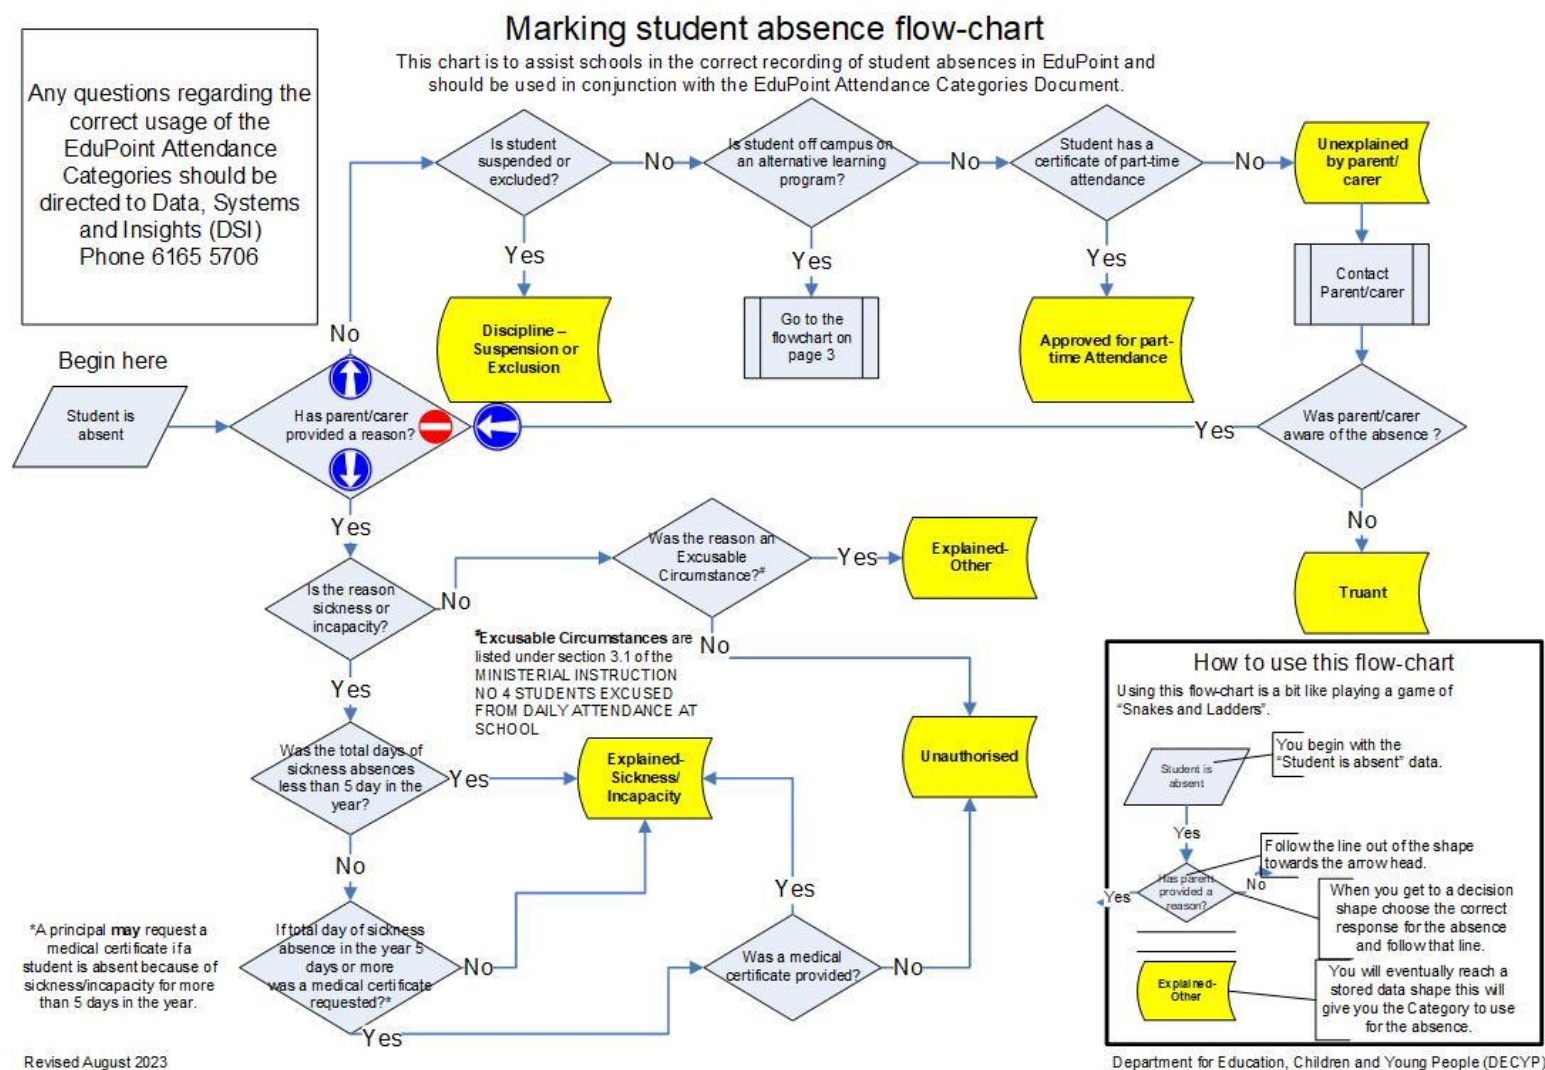 Marking student absence flow-chart
This chart is to assist schools in the correct recording of student absences in EduPoint and
should be used in conjunction with the EduPoint Attendance Categories Document.
Any questions regarding the
correct usage of the
EduPoint Attendance
Categories should be
directed to Data, Systems
and Insights (DSI)
Phone 6165 5706
Is student
suspended or
excluded?
No
Is student off campus on
an alternative learning
program?
No
Student has a
certificate of part-time
attendance
No
Unexplained
by parent/
carer
Yes
Yes
Yes
Discipline –
Suspension or
Exclusion
Go to the
flowchart on
page 3
Approved for part-
time Attendance
Contact
Parent/carer
No
Begin here
Student is
absent
Has parent/carer
provided a reason?
Yes
Was parent/carer
aware of the absence ?
Yes
No
Truant
Is the reason
sickness or
incapacity?
No
Was the reason an
Excusable
Circumstance?#
Yes
Explained-
Other
No
#Excusable Circumstances are
listed under section 3.1 of the
MINISTERIAL INSTRUCTION
NO 4 STUDENTS EXCUSED
FROM DAILY ATTENDANCE AT
SCHOOL
Yes
Was the total days of
sickness absences
less than 5 day in the
year?
Yes
Explained-
Sickness/
Incapacity
Unauthorised
No
*A principal may request a
medical certificate if a
student is absent because of
sickness/incapacity for more
than 5 days in the year.
If total day of sickness
absence in the year 5
days or more
was a medical certificate
requested?*
No
Yes
Was a medical
certificate provided?
Yes
No
How to use this flow-chart
Using this flow-chart is a bit like playing a game of
“Snakes and Ladders”.
Student is
absent
You begin with the
“Student is absent” data.
Yes
Follow the line out of the shape
towards the arrow head.
Has parent
provided a
reason?
No
Yes
When you get to a decision
shape choose the correct
response for the absence
and follow that line.
Explained-
Other
You will eventually reach a
stored data shape this will
give you the Category to use
for the absence.
Revised August 2023
Department for Education, Children and Young People (DECYP)